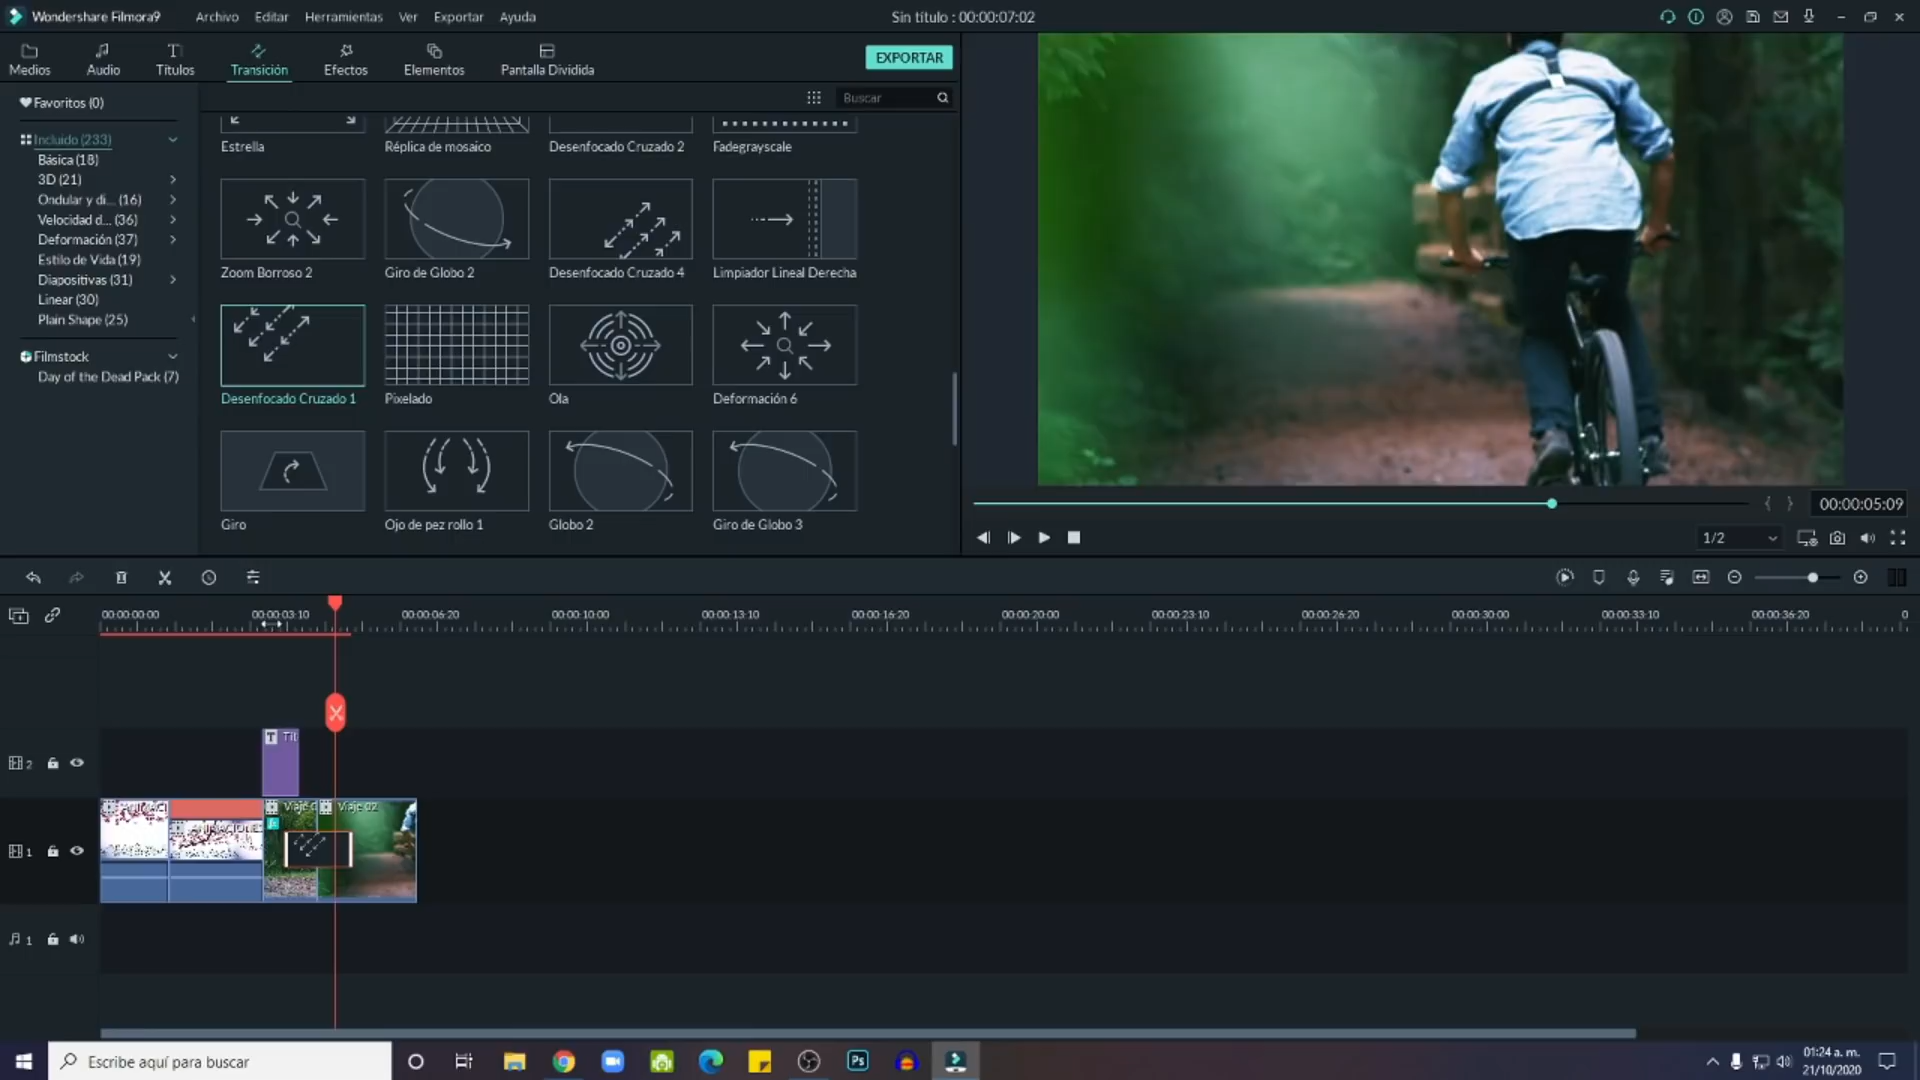 Wondershare Filmora9 Archivo Editar Herramientas Ver Exportar Ayuda Sin título : 00:00:07:02
Medios Audio Títulos Transición Efectos Elementos Pantalla Dividida EXPORTAR
Favoritos (0)
Buscar
Incluido (233)
Básica (18)
3D (21)
Ondular y di... (16)
Velocidad d... (36)
Deformación (37)
Estilo de Vida (19)
Diapositivas (31)
Linear (30)
Plain Shape (25)
Filmstock
Day of the Dead Pack (7)
Estrella Réplica de mosaico Desenfocado Cruzado 2 Fadegrayscale
Zoom Borroso 2 Giro de Globo 2 Desenfocado Cruzado 4 Limpiador Lineal Derecha
Desenfocado Cruzado 1 Pixelado Ola Deformación 6
Giro Ojo de pez rollo 1 Globo 2 Giro de Globo 3
00:00:05:09
1/2
00:00:00:00 00:00:03:10 00:00:06:20 00:00:10:00 00:00:13:10 00:00:16:20 00:00:20:00 00:00:23:10 00:00:26:20 00:00:30:00 00:00:33:10 00:00:36:20 0
T Tít
2
Viaje 02
ANIMACIONES
1
1
Escribe aquí para buscar
Ps
01:24 a. m.
21/10/2020